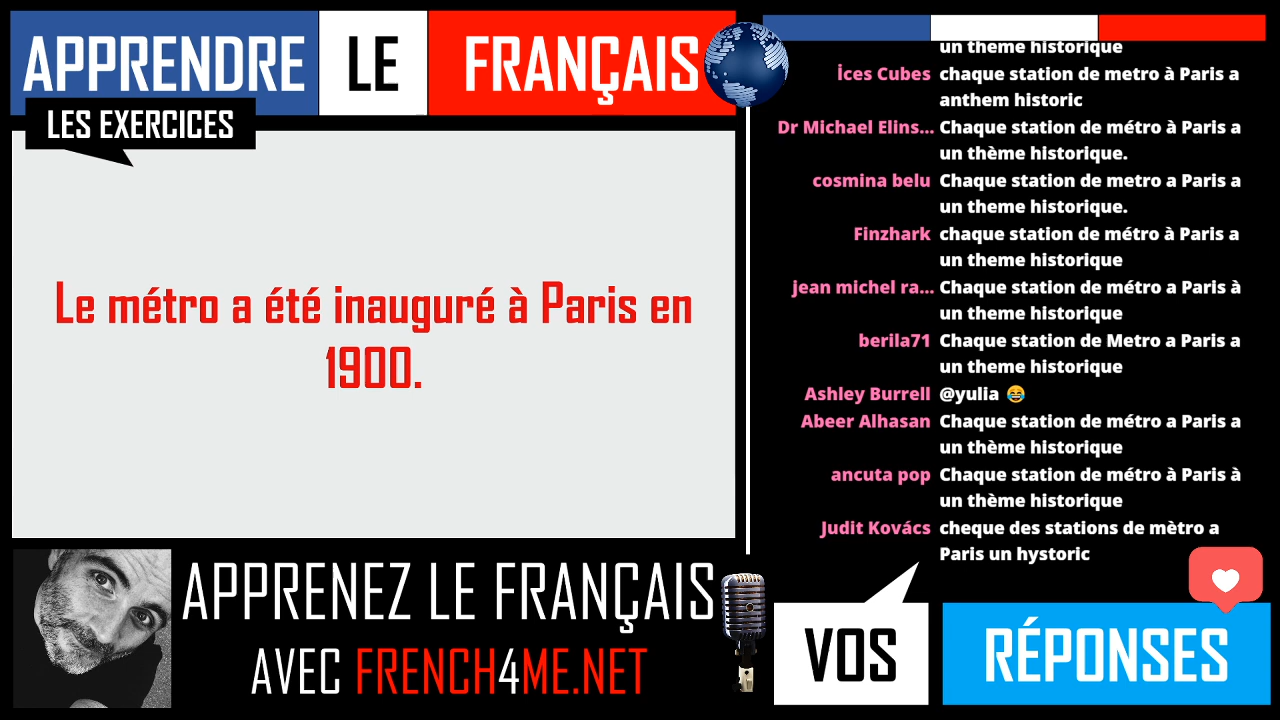 APPRENDRE LE FRANÇAIS
LES EXERCICES
Le métro a été inauguré à Paris en
1900.
APPRENEZ LE FRANÇAIS
AVEC FRENCH4ME.NET
un theme historique
İces Cubes chaque station de metro à Paris a
anthem historic
Dr Michael Elins... Chaque station de métro à Paris a
un thème historique.
cosmina belu Chaque station de metro a Paris a
un theme historique.
Finzhark chaque station de métro à Paris a
un theme historique
jean michel ra... Chaque station de métro a Paris à
un theme historique
berila71 Chaque station de Metro a Paris a
un theme historique
Ashley Burrell @yulia 😂
Abeer Alhasan Chaque station de métro a Paris a
un thème historique
ancuta pop Chaque station de métro à Paris à
un thème historique
Judit Kovács cheque des stations de mètro a
Paris un hystoric
VOS RÉPONSES